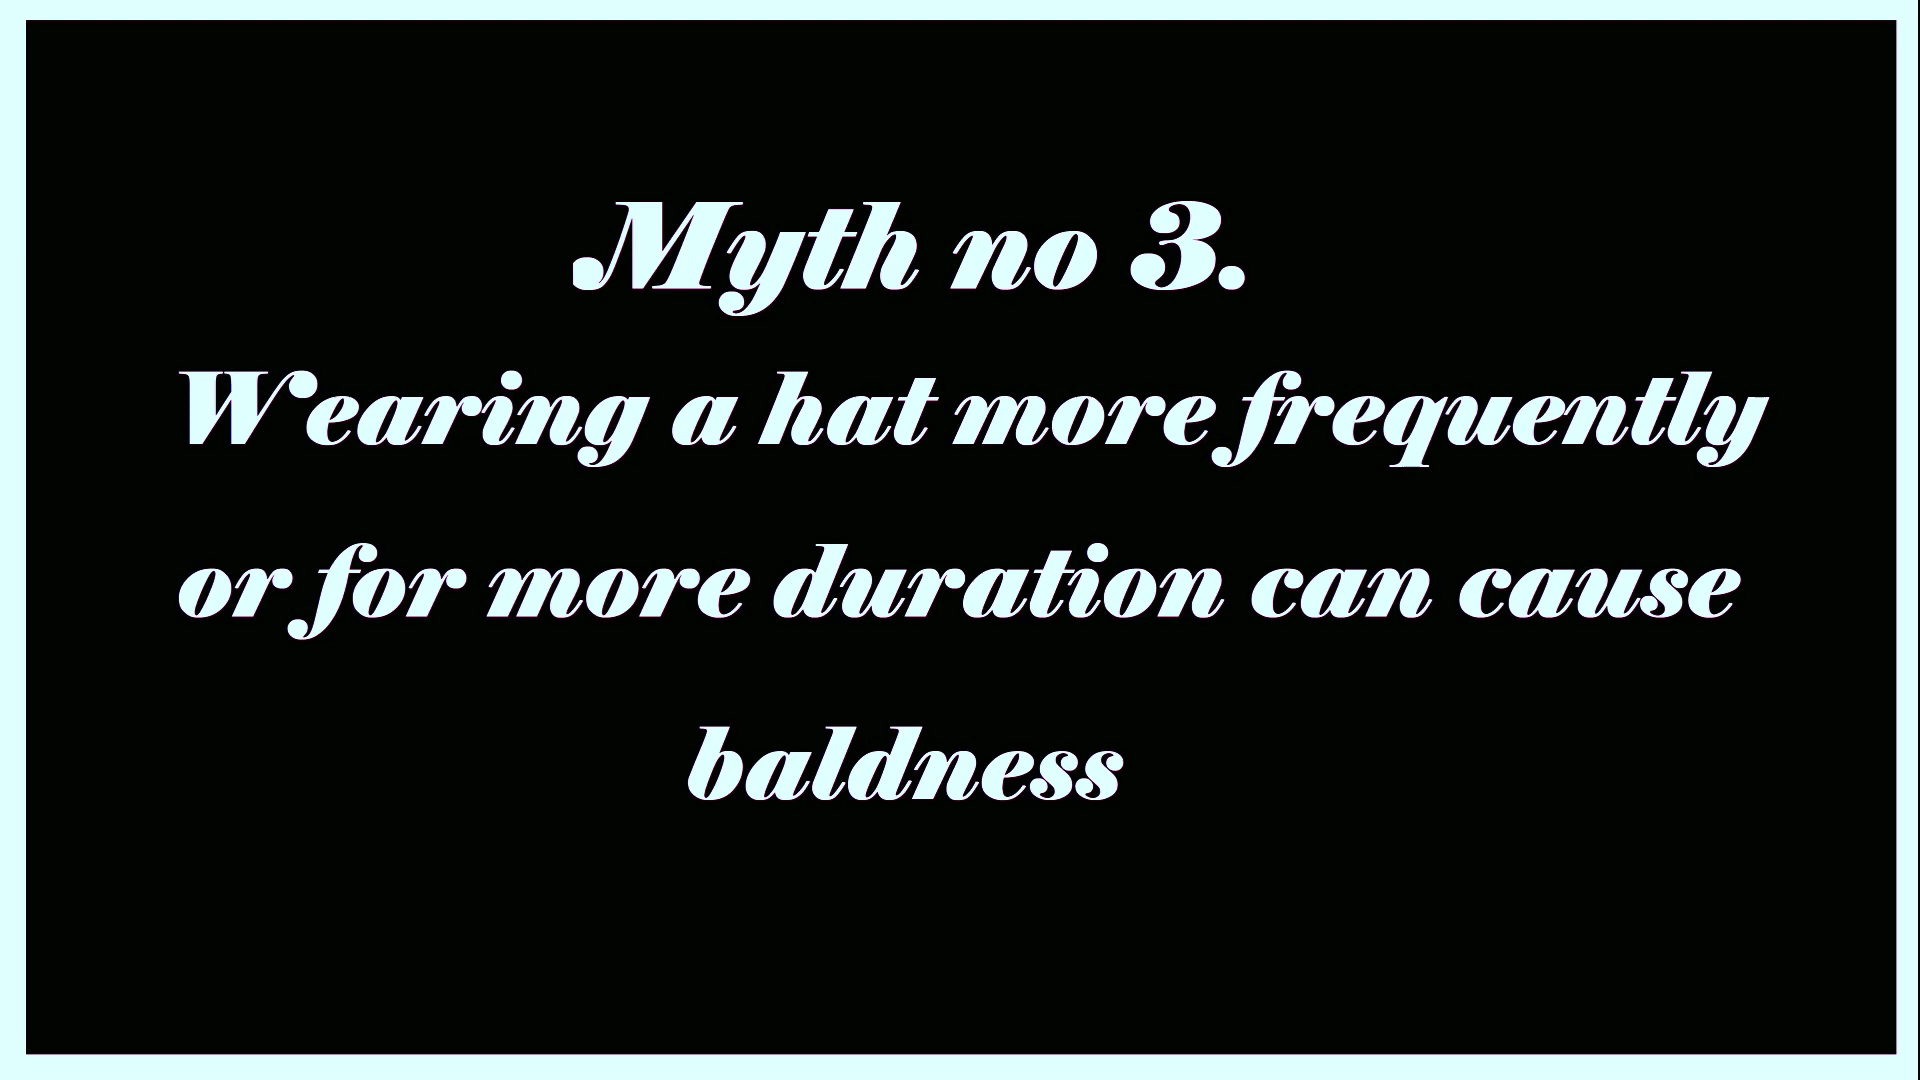 Myth no 3.
Wearing a hat more frequently
or for more duration can cause
baldness